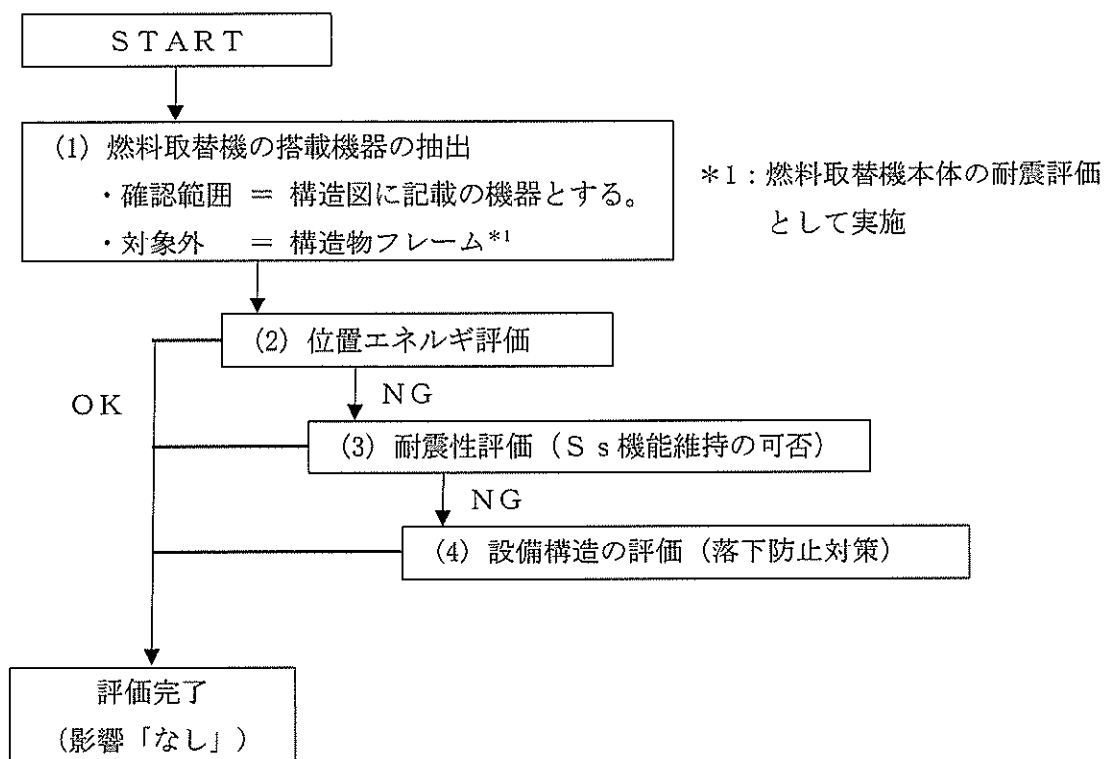 START
(1) 燃料取替機の搭載機器の抽出
・確認範囲 ＝ 構造図に記載の機器とする。
・対象外 ＝ 構造物フレーム*1
*1：燃料取替機本体の耐震評価
として実施
(2) 位置エネルギ評価
OK
NG
(3) 耐震性評価（Ss機能維持の可否）
NG
(4) 設備構造の評価（落下防止対策）
評価完了
(影響「なし」)